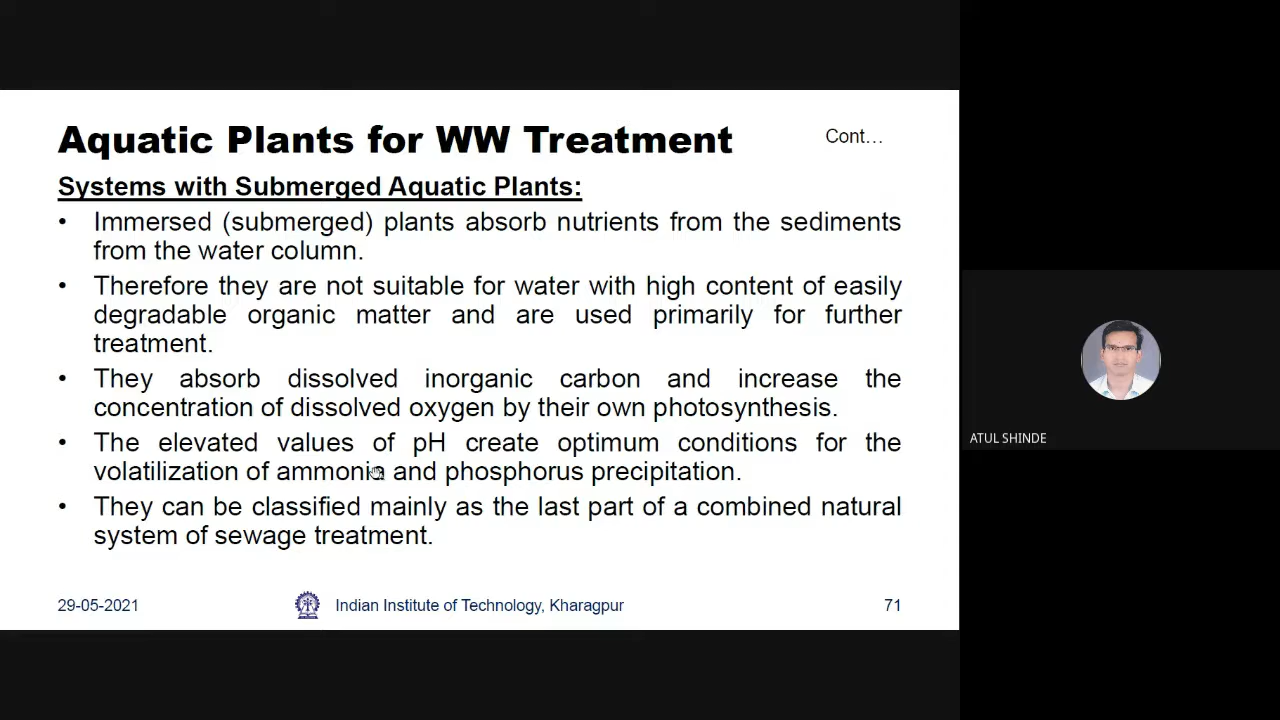 Aquatic Plants for WW Treatment
Cont...
Systems with Submerged Aquatic Plants:
• Immersed (submerged) plants absorb nutrients from the sediments
from the water column.
• Therefore they are not suitable for water with high content of easily
degradable organic matter and are used primarily for further
treatment.
• They absorb dissolved inorganic carbon and increase the
concentration of dissolved oxygen by their own photosynthesis.
• The elevated values of pH create optimum conditions for the
volatilization of ammonia and phosphorus precipitation.
• They can be classified mainly as the last part of a combined natural
system of sewage treatment.
29-05-2021
Indian Institute of Technology, Kharagpur
71
ATUL SHINDE